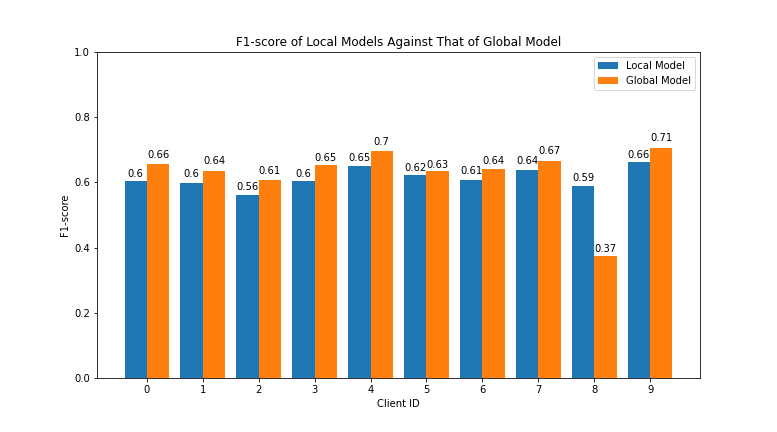 F1-score of Local Models Against That of Global Model
1.0
0.8
0.6
0.4
0.2
0.0
F1-score
Local Model
Global Model
0.6 0.66 0.6 0.64 0.56 0.61 0.6 0.65 0.65 0.7 0.62 0.63 0.61 0.64 0.64 0.67 0.59 0.37 0.66 0.71
0 1 2 3 4 5 6 7 8 9
Client ID